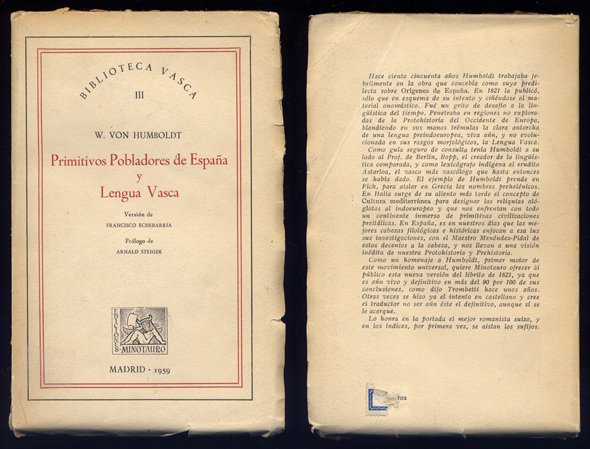 BIBLIOTECA VASCA
III
W. VON HUMBOLDT
Primitivos Pobladores de España
y
Lengua Vasca
Versión de
FRANCISCO ECHEBARRIA
Prólogo de
ARNALD STEIGER
EDICIONES
MINOTAURO
MADRID - 1959
Hace ciento cincuenta años Humboldt trabajaba fe-
brilmente en la obra que concebía como suya predi-
lecta sobre Orígenes de España. En 1821 la publicó,
sólo que en esquema de su intento y ciñéndose al ma-
terial onomástico. Fué un grito de desafío a la lin-
güística del tiempo. Penetraba en regiones no explora-
das de la Protohistoria del Occidente de Europa,
blandiendo en sus manos trémulas la clara antorcha
de una lengua preindoeuropea, viva aún, y no evolu-
cionada en sus rasgos morfológicos, la Lengua Vasca.
Como guía seguro de consulta tenía Humboldt a su
lado al Prof. de Berlín, Bopp, el creador de la lingüís-
tica comparada, y como lexicógrafo indígena al erudito
Astarloa, el vasco más vascólogo que hasta entonces
se había dado. El ejemplo de Humboldt prende en
Fick, para aislar en Grecia los nombres prehelénicos.
En Italia surge de su aliento más tarde el concepto de
Cultura mediterránea para designar las reliquias aló-
glotas al indoeuropeo y que nos enfrentan con todo
un continente inmerso de primitivas civilizaciones
preitálicas. En España, es en nuestros días que las me-
jores cabezas filológicas e históricas enfocan a esa luz
sus investigaciones, con el Maestro Menéndez-Pidal de
estos decenios a la cabeza, y nos llevan a una visión
inédita de nuestra Protohistoria y Prehistoria.
Como un homenaje a Humboldt, primer motor de
este movimiento universal, quiere Minotauro ofrecer al
público esta nueva versión del librito de 1821, ya que
es aún vivo y definitivo en más del 90 por 100 de sus
conclusiones, como dijo Trombetti hace unos años.
Otras veces se hizo ya el intento en castellano y cree
el traductor no ser aún éste el definitivo, aunque sí se
le acerque.
Lo honra en la portada el mejor romanista suizo, y
en los índices, por primera vez, se aíslan los sufijos.
tas